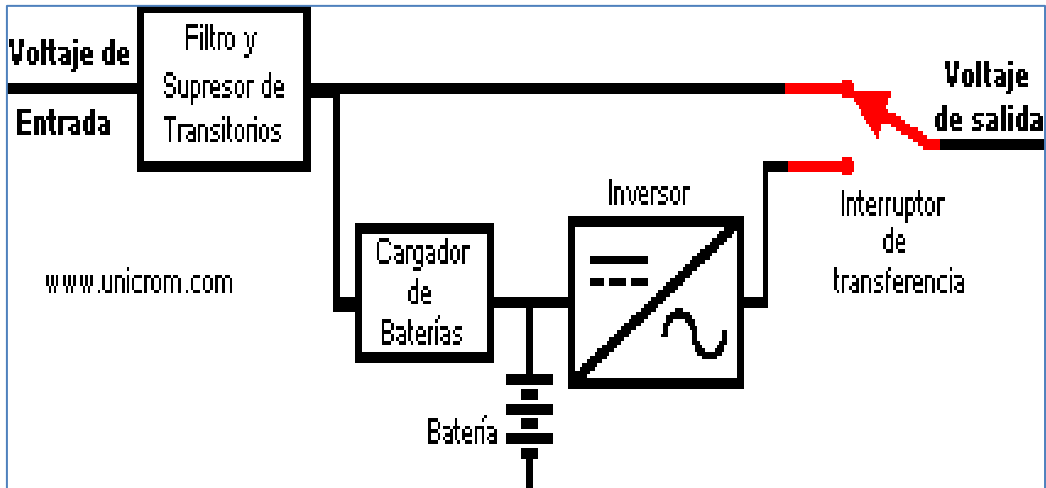 Voltaje de
Entrada
Filtro y
Supresor de
Transitorios
Voltaje
de salida
Inversor
Interruptor
de
transferencia
Cargador
de
Baterías
www.unicrom.com
Batería